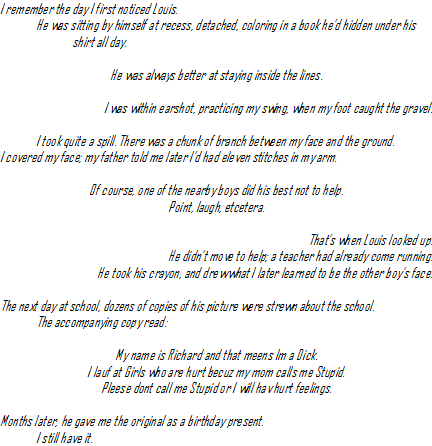 I remember the day I first noticed Louis.
He was sitting by himself at recess, detached, coloring in a book he'd hidden under his
shirt all day.
He was always better at staying inside the lines.
I was within earshot, practicing my swing, when my foot caught the gravel.
I took quite a spill. There was a chunk of branch between my face and the ground.
I covered my face; my father told me later I'd had eleven stitches in my arm.
Of course, one of the nearby boys did his best not to help.
Point, laugh, etcetera.
That's when Louis looked up.
He didn't move to help; a teacher had already come running.
He took his crayon, and drew what I later learned to be the other boy's face.
The next day at school, dozens of copies of his picture were strewn about the school.
The accompanying copy read:
My name is Richard and that meens Im a Dick.
I lauf at Girls who are hurt becuz my mom calls me Stupid.
Pleese dont call me Stupid or I will hav hurt feelings.
Months later, he gave me the original as a birthday present.
I still have it.